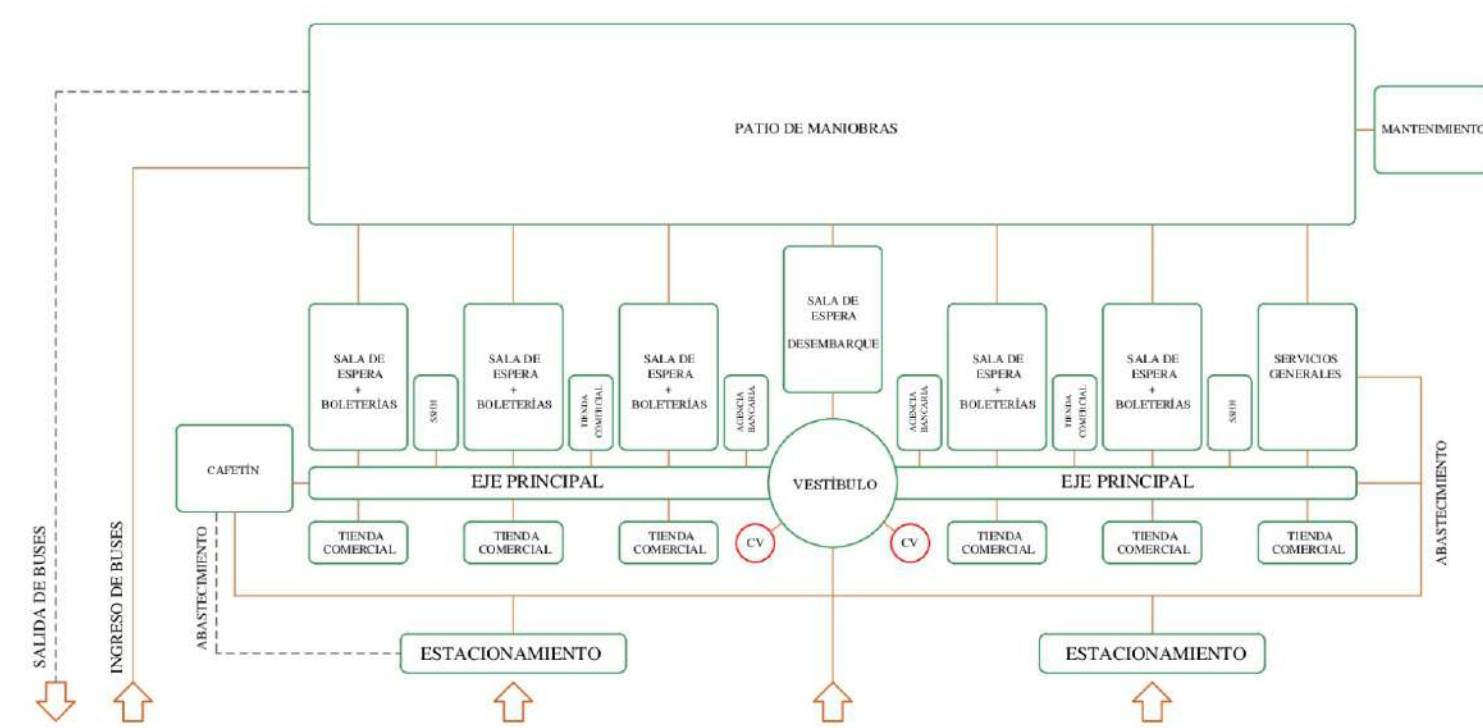 PATIO DE MANIOBRAS
MANTENIMIENTO
SALA DE
ESPERA
DESEMBARQUE
SALA DE
ESPERA
+
BOLETERÍAS
SSHH
SALA DE
ESPERA
+
BOLETERÍAS
TIENDA
COMERCIAL
SALA DE
ESPERA
+
BOLETERÍAS
AGENCIA
BANCARIA
AGENCIA
BANCARIA
SALA DE
ESPERA
+
BOLETERÍAS
TIENDA
COMERCIAL
SALA DE
ESPERA
+
BOLETERÍAS
SSHH
SERVICIOS
GENERALES
CAFETÍN
EJE PRINCIPAL
VESTÍBULO
EJE PRINCIPAL
TIENDA
COMERCIAL
TIENDA
COMERCIAL
TIENDA
COMERCIAL
CV
CV
TIENDA
COMERCIAL
TIENDA
COMERCIAL
TIENDA
COMERCIAL
SALIDA DE BUSES
INGRESO DE BUSES
ABASTECIMIENTO
ABASTECIMIENTO
ESTACIONAMIENTO
ESTACIONAMIENTO